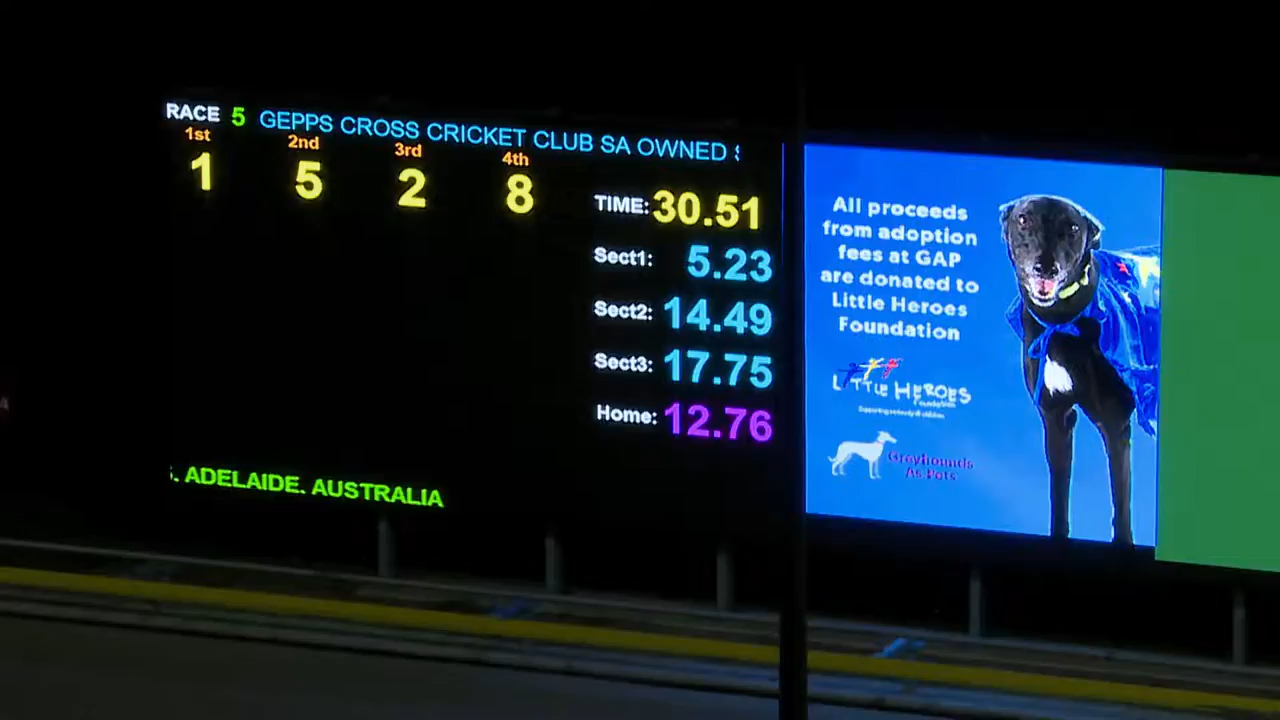 RACE 5 GEPPS CROSS CRICKET CLUB SA OWNED
1st 2nd 3rd 4th
1 5 2 8
TIME: 30.51
Sect1: 5.23
Sect2: 14.49
Sect3: 17.75
Home: 12.76
. ADELAIDE. AUSTRALIA
All proceeds
from adoption
fees at GAP
are donated to
Little Heroes
Foundation
LITTLE HEROES
Foundation
Greyhounds
As Pets